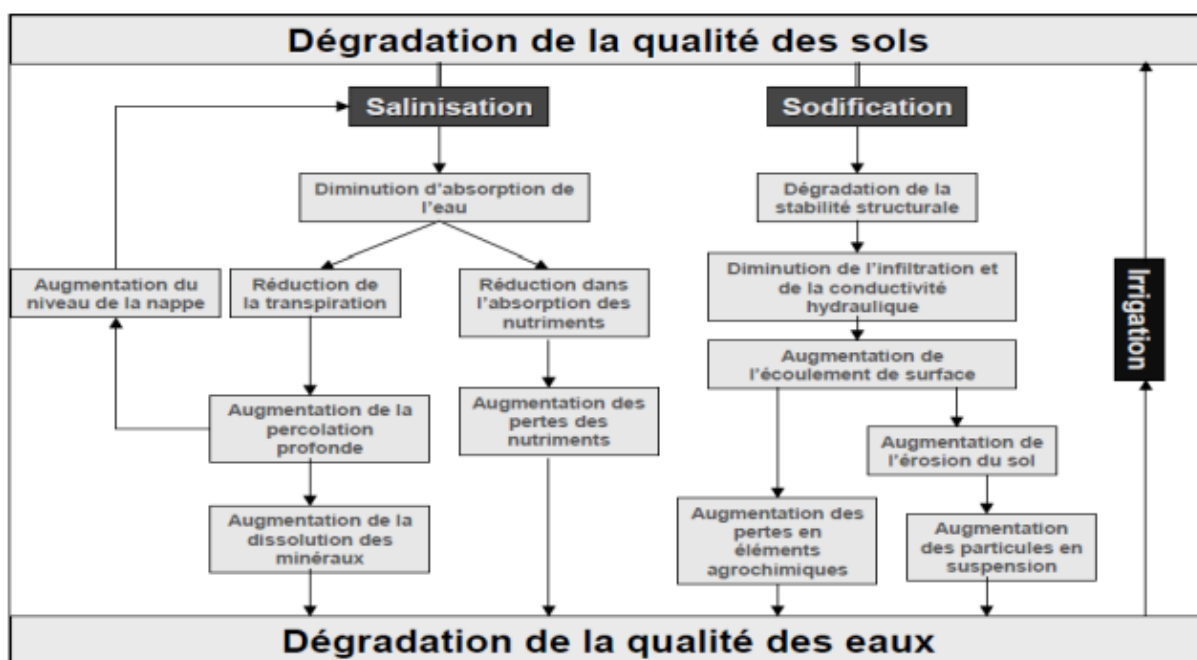 Dégradation de la qualité des sols
Salinisation
Sodification
Diminution d'absorption de
l'eau
Dégradation de la
stabilité structurale
Augmentation du
niveau de la nappe
Réduction de
la transpiration
Réduction dans
l'absorption des
nutriments
Diminution de l'infiltration et
de la conductivité
hydraulique
Irrigation
Augmentation de
l'écoulement de surface
Augmentation de la
percolation
profonde
Augmentation des
pertes des
nutriments
Augmentation de
l'érosion du sol
Augmentation de la
dissolution des
minéraux
Augmentation des
pertes en
éléments
agrochimiques
Augmentation
des particules en
suspension
Dégradation de la qualité des eaux